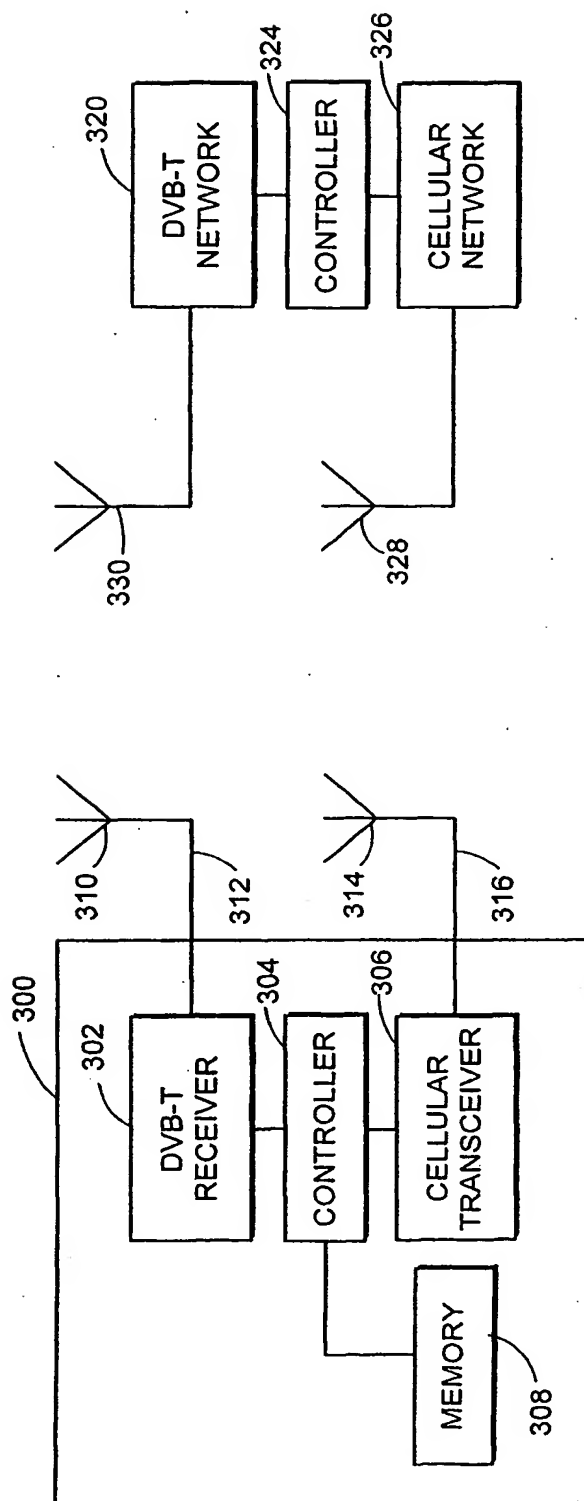 300
302
DVB-T
RECEIVER
304
CONTROLLER
306
CELLULAR
TRANSCEIVER
MEMORY
308
310
312
314
316
320
DVB-T
NETWORK
324
CONTROLLER
326
CELLULAR
NETWORK
330
328